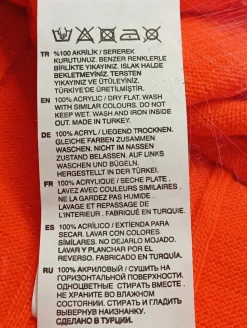 TR %100 AKRİLİK / SEREREK
KURUTUNUZ. BENZER RENKLERLE
BİRLİKTE YIKAYINIZ. ISLAK HALDE
BEKLETMEYİNİZ. TERSTEN
YIKAYINIZ VE ÜTÜLEYİNİZ.
TÜRKİYE'DE ÜRETİLMİŞTİR.
EN 100% ACRYLIC / DRY FLAT. WASH
WITH SIMILAR COLOURS. DO NOT
KEEP WET. WASH AND IRON INSIDE
OUT. MADE IN TURKEY.
DE 100% ACRYL / LIEGEND TROCKNEN.
GLEICHE FARBEN ZUSAMMEN
WASCHEN. NICHT IM NASSEN
ZUSTAND BELASSEN. AUF LINKS
WASCHEN UND BÜGELN.
HERGESTELLT IN DER TÜRKEI.
FR 100% ACRYLIQUE / SECHE PLATE.
LAVEZ AVEC COULEURS SIMILAIRES.
NE LA GARDEZ PAS HUMIDE.
LAVAGE ET REPASSAGE DE
L'INTERIEUR. FABRIQUÉ EN TURQUIE.
ES 100% ACRÍLICO / EXTIENDA PARA
SECAR. LAVAR CON COLORES
SÍMILARES. NO DEJARLO MOJADO.
LAVAR Y PLANCHAR POR EL
REVERSO. FABRICADO EN TURQUÍA.
RU 100% АКРИЛОВЫЙ / СУШИТЬ НА
ГОРИЗОНТАЛЬНОЙ ПОВЕРХНОСТИ.
ОДНОЦВЕТНЫЕ СТИРАТЬ ВМЕСТЕ.
НЕ ХРАНИТЬ ВО ВЛАЖНОМ
СОСТОЯНИИ. СТИРАТЬ И ГЛАДИТЬ
ВЫВЕРНУВ НАИЗНАНКУ.
СДЕЛАНО В ТУРЦИИ.